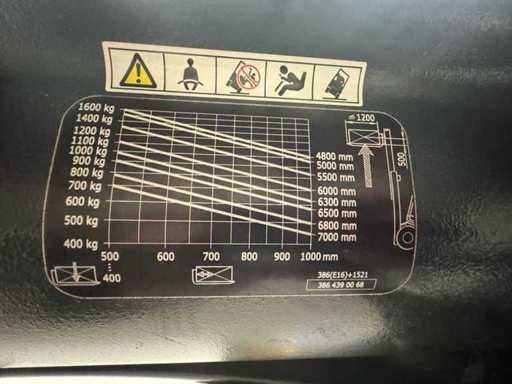 1600 kg
1400 kg
1200 kg
1100 kg
1000 kg
900 kg
800 kg
700 kg
600 kg
500 kg
400 kg
4800 mm
5000 mm
5500 mm
6000 mm
6300 mm
6500 mm
6800 mm
7000 mm
500 600 700 800 1000 mm
400
≤ 1200
500
386(E16)+1521
386 439 00 68